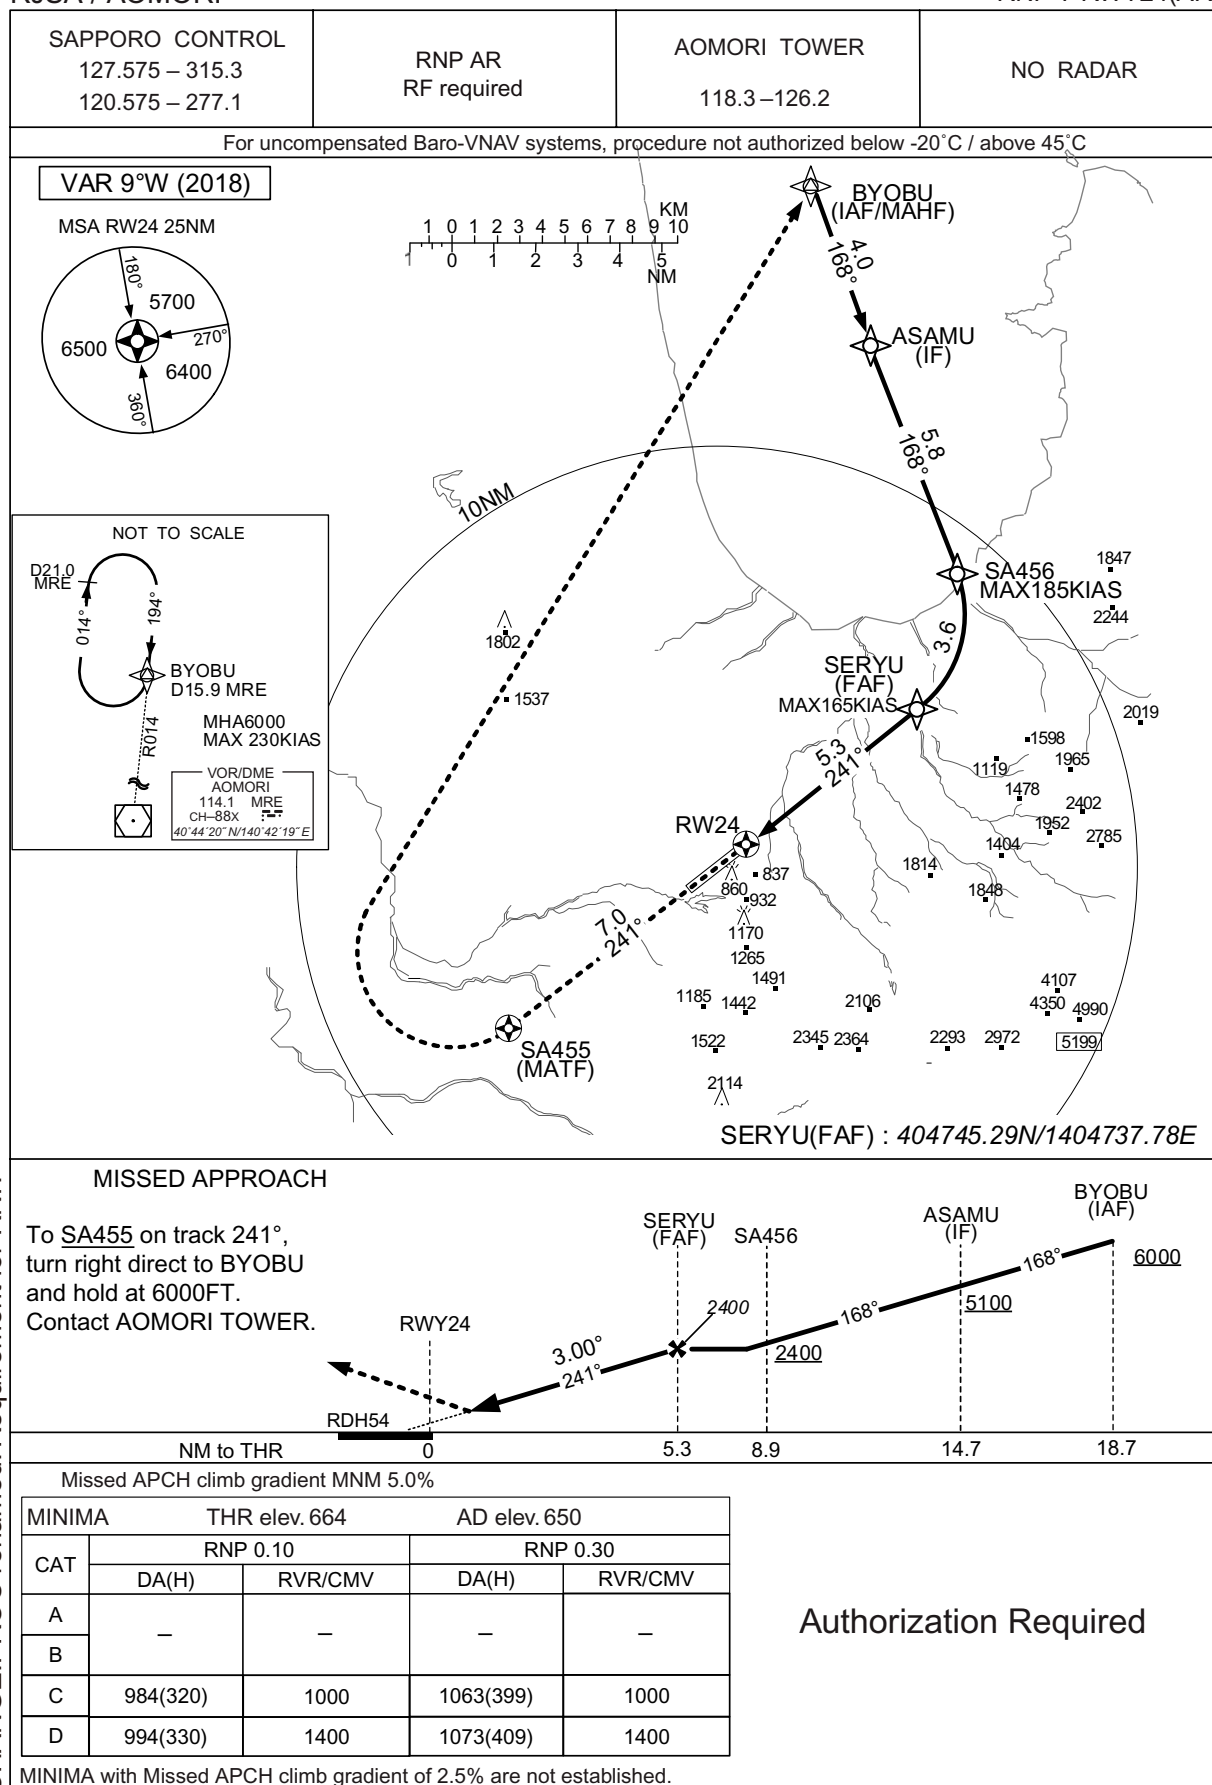 RJSA / AOMORI
SAPPORO CONTROL
127.575 – 315.3
120.575 – 277.1
RNP AR
RF required
AOMORI TOWER
118.3 –126.2
NO RADAR
For uncompensated Baro-VNAV systems, procedure not authorized below -20˚C / above 45˚C
VAR 9°W (2018)
MSA RW24 25NM
180°
5700
270°
6500
6400
360°
KM
1 0 1 2 3 4 5 6 7 8 9 10
1 0 1 2 3 4 5
NM
BYOBU
(IAF/MAHF)
4.0
168°
ASAMU
(IF)
5.8
168°
10NM
SA456
MAX185KIAS
3.6
SERYU
(FAF)
MAX165KIAS
5.3
241°
RW24
7.0
241°
SA455
(MATF)
NOT TO SCALE
D21.0
MRE
014°
194°
BYOBU
D15.9 MRE
R014
MHA6000
MAX 230KIAS
VOR/DME
AOMORI
114.1 MRE
CH–88X
40˚44´20˝N/140˚42´19˝E
1847
2244
1802
1537
2019
1598
1119
1965
1478
2402
1952
2785
1404
1814
1848
837
860
932
1170
1265
1491
1185
1442
2106
4107
4350
4990
1522
2345
2364
2293
2972
5199
2114
SERYU(FAF) : 404745.29N/1404737.78E
MISSED APPROACH
To SA455 on track 241°,
turn right direct to BYOBU
and hold at 6000FT.
Contact AOMORI TOWER.
RWY24
SERYU
(FAF)
SA456
ASAMU
(IF)
BYOBU
(IAF)
6000
168°
5100
168°
2400
2400
3.00°
241°
RDH54
NM to THR 0 5.3 8.9 14.7 18.7
Missed APCH climb gradient MNM 5.0%
MINIMA THR elev. 664 AD elev. 650
CAT RNP 0.10 RNP 0.30
DA(H) RVR/CMV DA(H) RVR/CMV
A
– – – –
B
C 984(320) 1000 1063(399) 1000
D 994(330) 1400 1073(409) 1400
Authorization Required
MINIMA with Missed APCH climb gradient of 2.5% are not established.